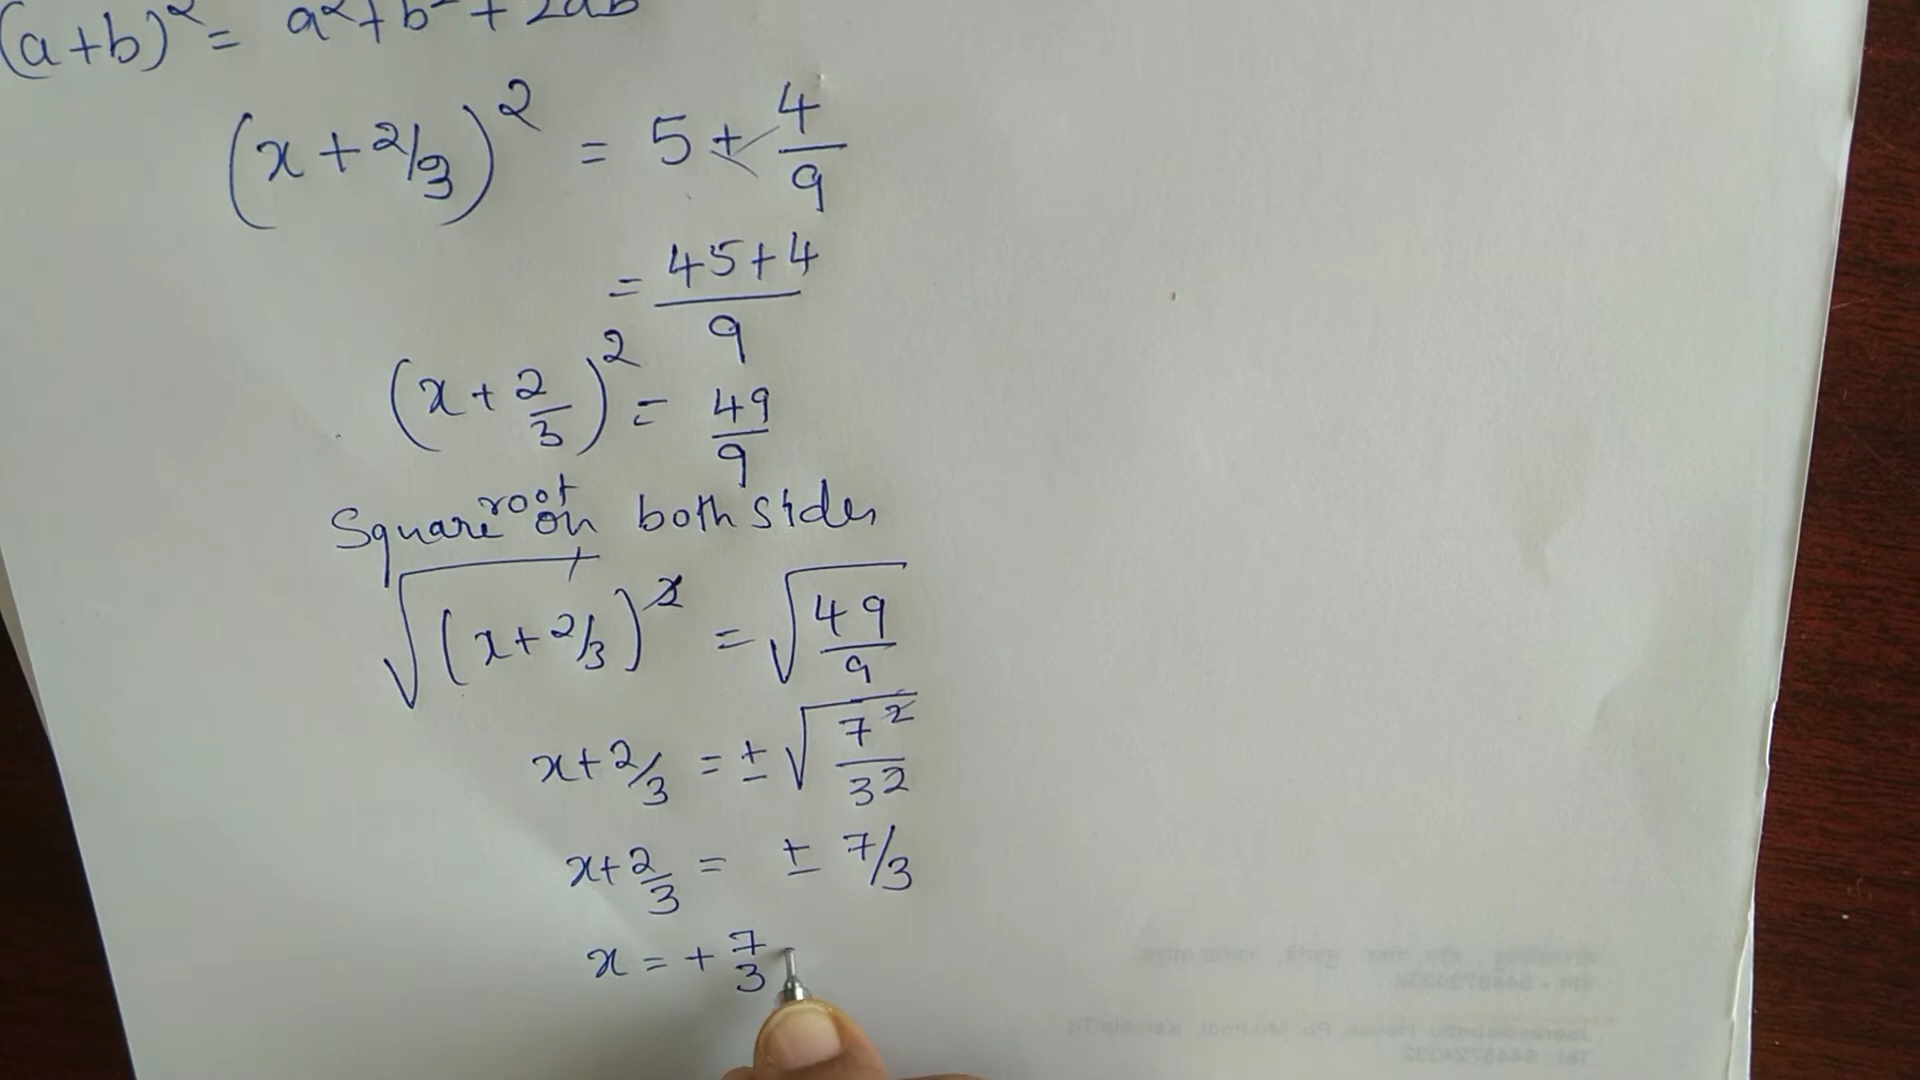 (a+b)² = a²+b²+2ab
(x+2/3)² = 5+4/9
= 45+4/9
(x+2/3)² = 49/9
Square root on both sides
√(x+2/3)² = √49/9
x+2/3 = ±√7²/3²
x+2/3 = ± 7/3
x = + 7/3